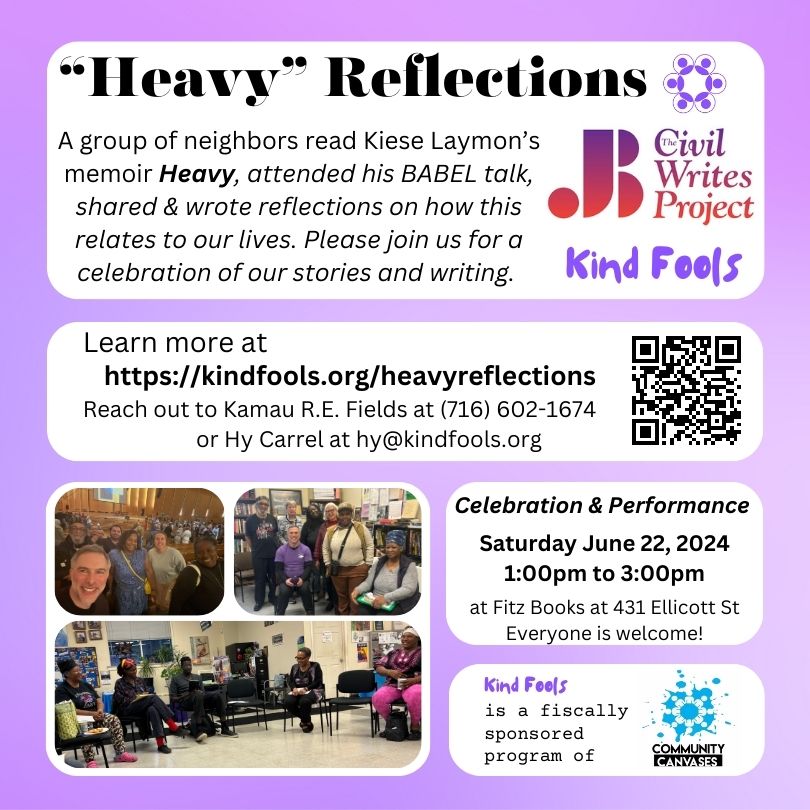 “Heavy” Reflections
A group of neighbors read Kiese Laymon’s
memoir Heavy, attended his BABEL talk,
shared & wrote reflections on how this
relates to our lives. Please join us for a
celebration of our stories and writing.
The Civil
Writes
Project
Kind Fools
Learn more at
https://kindfools.org/heavyreflections
Reach out to Kamau R.E. Fields at (716) 602-1674
or Hy Carrel at hy@kindfools.org
Celebration & Performance
Saturday June 22, 2024
1:00pm to 3:00pm
at Fitz Books at 431 Ellicott St
Everyone is welcome!
Kind Fools
is a fiscally
sponsored
program of
COMMUNITY
CANVASES